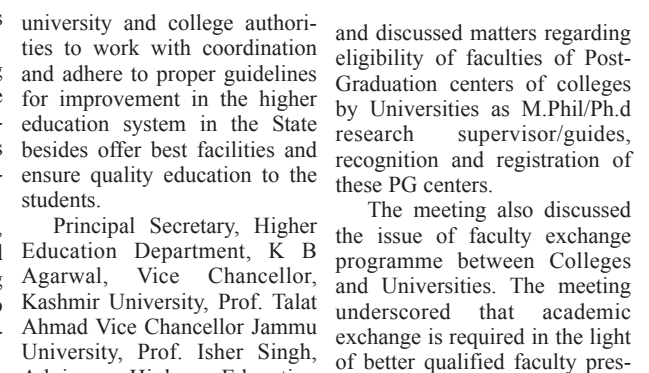 university and college authori-
ties to work with coordination
and adhere to proper guidelines
for improvement in the higher
education system in the State
besides offer best facilities and
ensure quality education to the
students.
Principal Secretary, Higher
Education Department, K B
Agarwal, Vice Chancellor,
Kashmir University, Prof. Talat
Ahmad Vice Chancellor Jammu
University, Prof. Isher Singh,
and discussed matters regarding
eligibility of faculties of Post-
Graduation centers of colleges
by Universities as M.Phil/Ph.d
research supervisor/guides,
recognition and registration of
these PG centers.
The meeting also discussed
the issue of faculty exchange
programme between Colleges
and Universities. The meeting
underscored that academic
exchange is required in the light
of better qualified faculty pres-